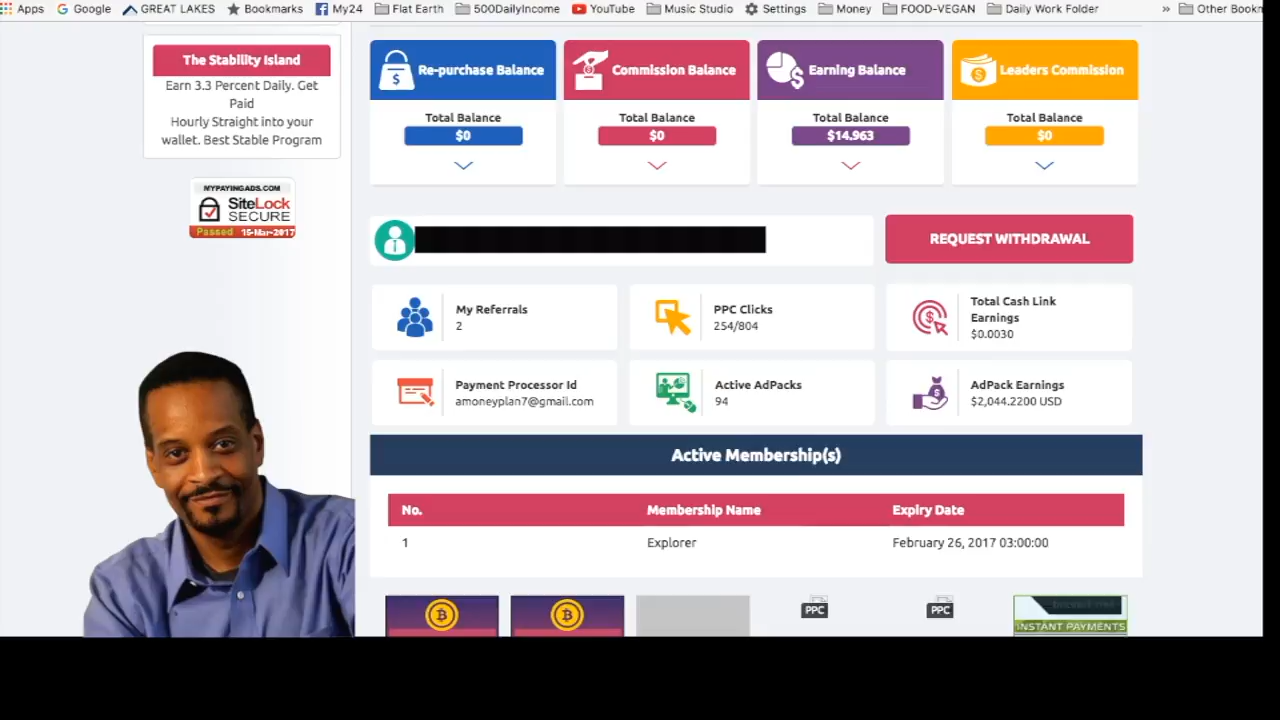 Apps Google GREAT LAKES Bookmarks My24 Flat Earth 500DailyIncome YouTube Music Studio Settings Money FOOD-VEGAN Daily Work Folder » Other Bookn
The Stability Island
Earn 3.3 Percent Daily. Get
Paid
Hourly Straight into your
wallet. Best Stable Program
MYPAYINGADS.COM
SiteLock
SECURE
Passed 15-Mar-2017
Re-purchase Balance
Total Balance
$0
Commission Balance
Total Balance
$0
Earning Balance
Total Balance
$14.963
Leaders Commission
Total Balance
$0
REQUEST WITHDRAWAL
My Referrals
2
PPC Clicks
254/804
Total Cash Link
Earnings
$0.0030
Payment Processor Id
amoneyplan7@gmail.com
Active AdPacks
94
AdPack Earnings
$2,044.2200 USD
Active Membership(s)
No. Membership Name Expiry Date
1 Explorer February 26, 2017 03:00:00
PPC
PPC
INSTANT PAYMENTS